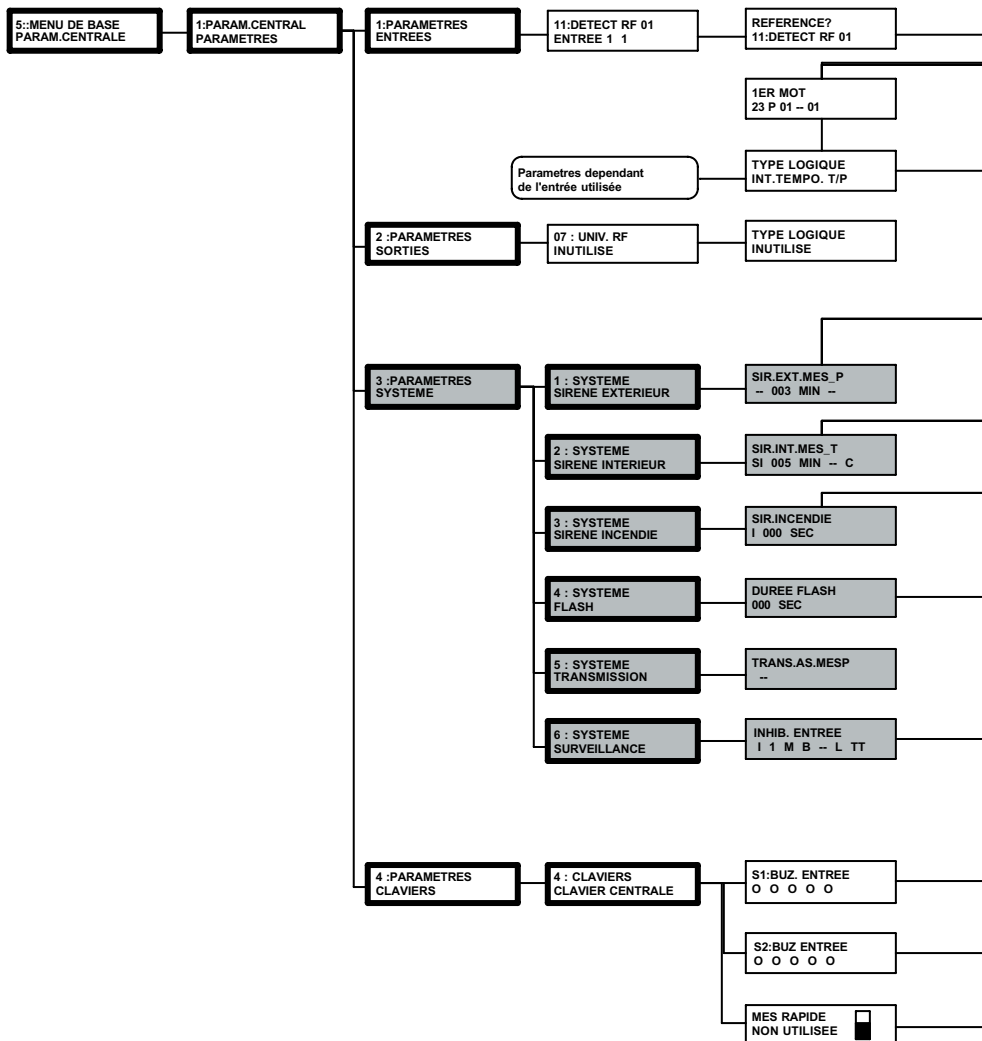 5::MENU DE BASE
PARAM.CENTRALE
1:PARAM.CENTRAL
PARAMETRES
1:PARAMETRES
ENTREES
11:DETECT RF 01
ENTREE 1 1
REFERENCE?
11:DETECT RF 01
1ER MOT
23 P 01 -- 01
Parametres dependant
de l'entrée utilisée
TYPE LOGIQUE
INT.TEMPO. T/P
2 :PARAMETRES
SORTIES
07 : UNIV. RF
INUTILISE
TYPE LOGIQUE
INUTILISE
3 :PARAMETRES
SYSTEME
1 : SYSTEME
SIRENE EXTERIEUR
SIR.EXT.MES_P
-- 003 MIN --
2 : SYSTEME
SIRENE INTERIEUR
SIR.INT.MES_T
SI 005 MIN -- C
3 : SYSTEME
SIRENE INCENDIE
SIR.INCENDIE
I 000 SEC
4 : SYSTEME
FLASH
DUREE FLASH
000 SEC
5 : SYSTEME
TRANSMISSION
TRANS.AS.MESP
--
6 : SYSTEME
SURVEILLANCE
INHIB. ENTREE
I 1 M B -- L TT
4 :PARAMETRES
CLAVIERS
4 : CLAVIERS
CLAVIER CENTRALE
S1:BUZ. ENTREE
O O O O O
S2:BUZ ENTREE
O O O O O
MES RAPIDE
NON UTILISEE